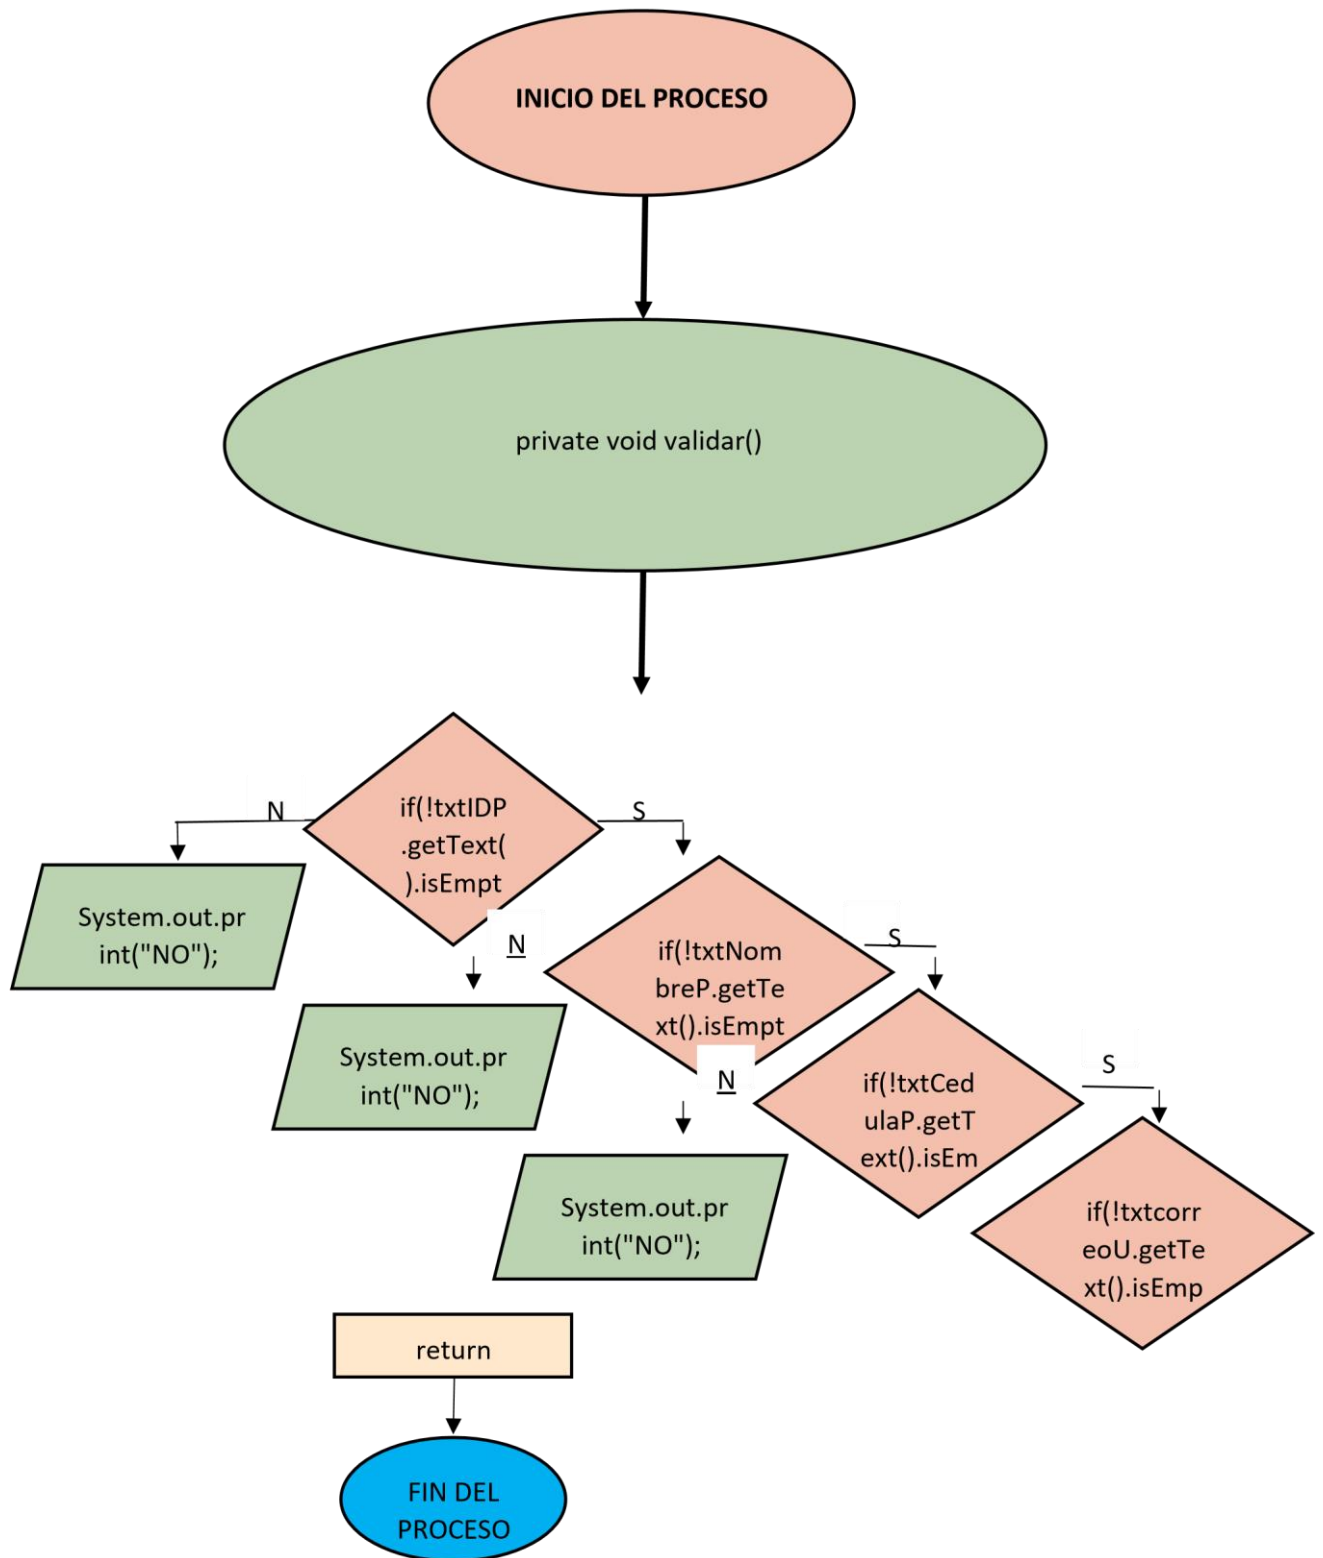 INICIO DEL PROCESO
private void validar()
N
if(!txtIDP
.getText(
).isEmpt
S
System.out.pr
int("NO");
N
if(!txtNom
breP.getTe
xt().isEmpt
S
System.out.pr
int("NO");
N
if(!txtCed
ulaP.getT
ext().isEm
S
System.out.pr
int("NO");
if(!txtcorr
eoU.getTe
xt().isEmp
return
FIN DEL
PROCESO